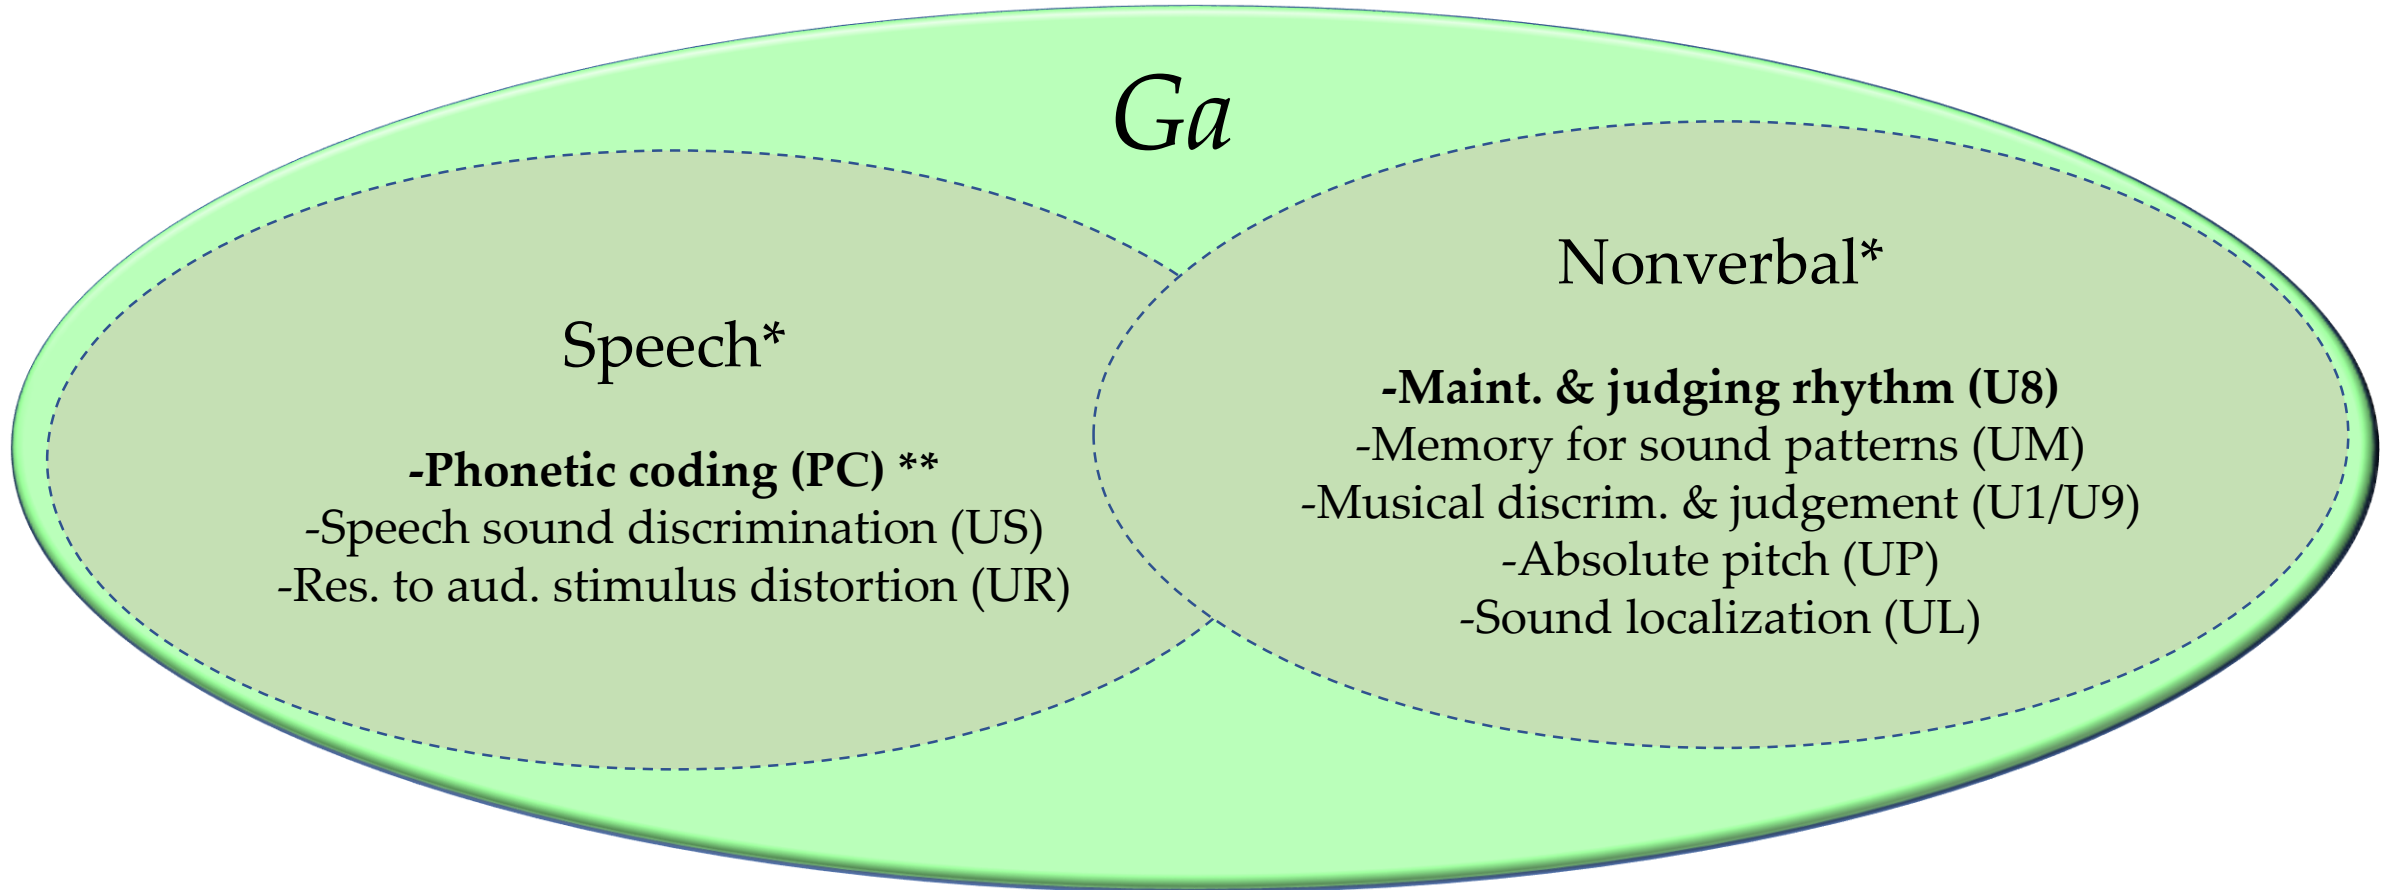 Ga
Speech*
-Phonetic coding (PC) **
-Speech sound discrimination (US)
-Res. to aud. stimulus distortion (UR)
Nonverbal*
-Maint. & judging rhythm (U8)
-Memory for sound patterns (UM)
-Musical discrim. & judgement (U1/U9)
-Absolute pitch (UP)
-Sound localization (UL)